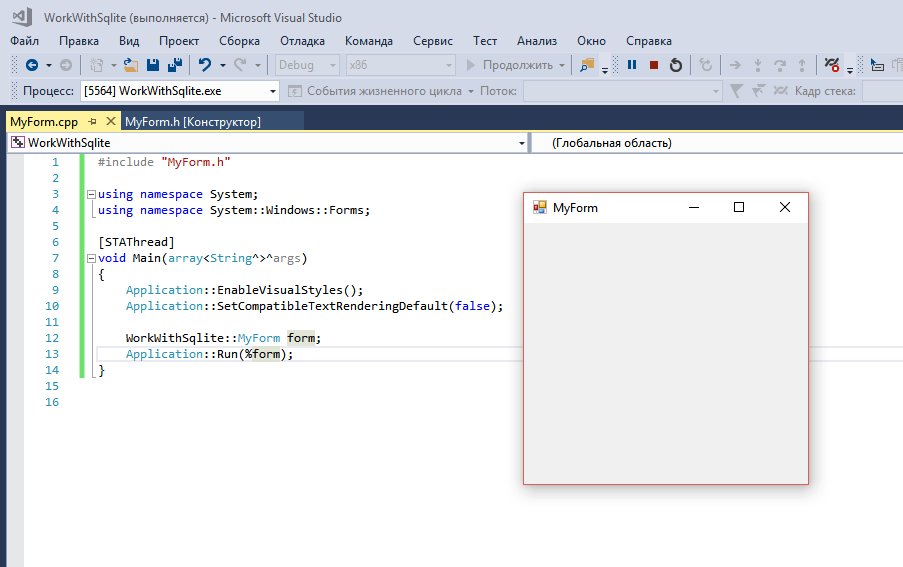 WorkWithSqlite (выполняется) - Microsoft Visual Studio
Файл Правка Вид Проект Сборка Отладка Команда Сервис Тест Анализ Окно Справка
Debug x86 Продолжить
Процесс: [5564] WorkWithSqlite.exe События жизненного цикла Поток: Кадр стека:
MyForm.cpp MyForm.h [Конструктор]
WorkWithSqlite (Глобальная область)
1 #include "MyForm.h"
2
3 using namespace System;
4 using namespace System::Windows::Forms;
5
6 [STAThread]
7 void Main(array<String^>^args)
8 {
9 Application::EnableVisualStyles();
10 Application::SetCompatibleTextRenderingDefault(false);
11
12 WorkWithSqlite::MyForm form;
13 Application::Run(%form);
14 }
15
16
MyForm